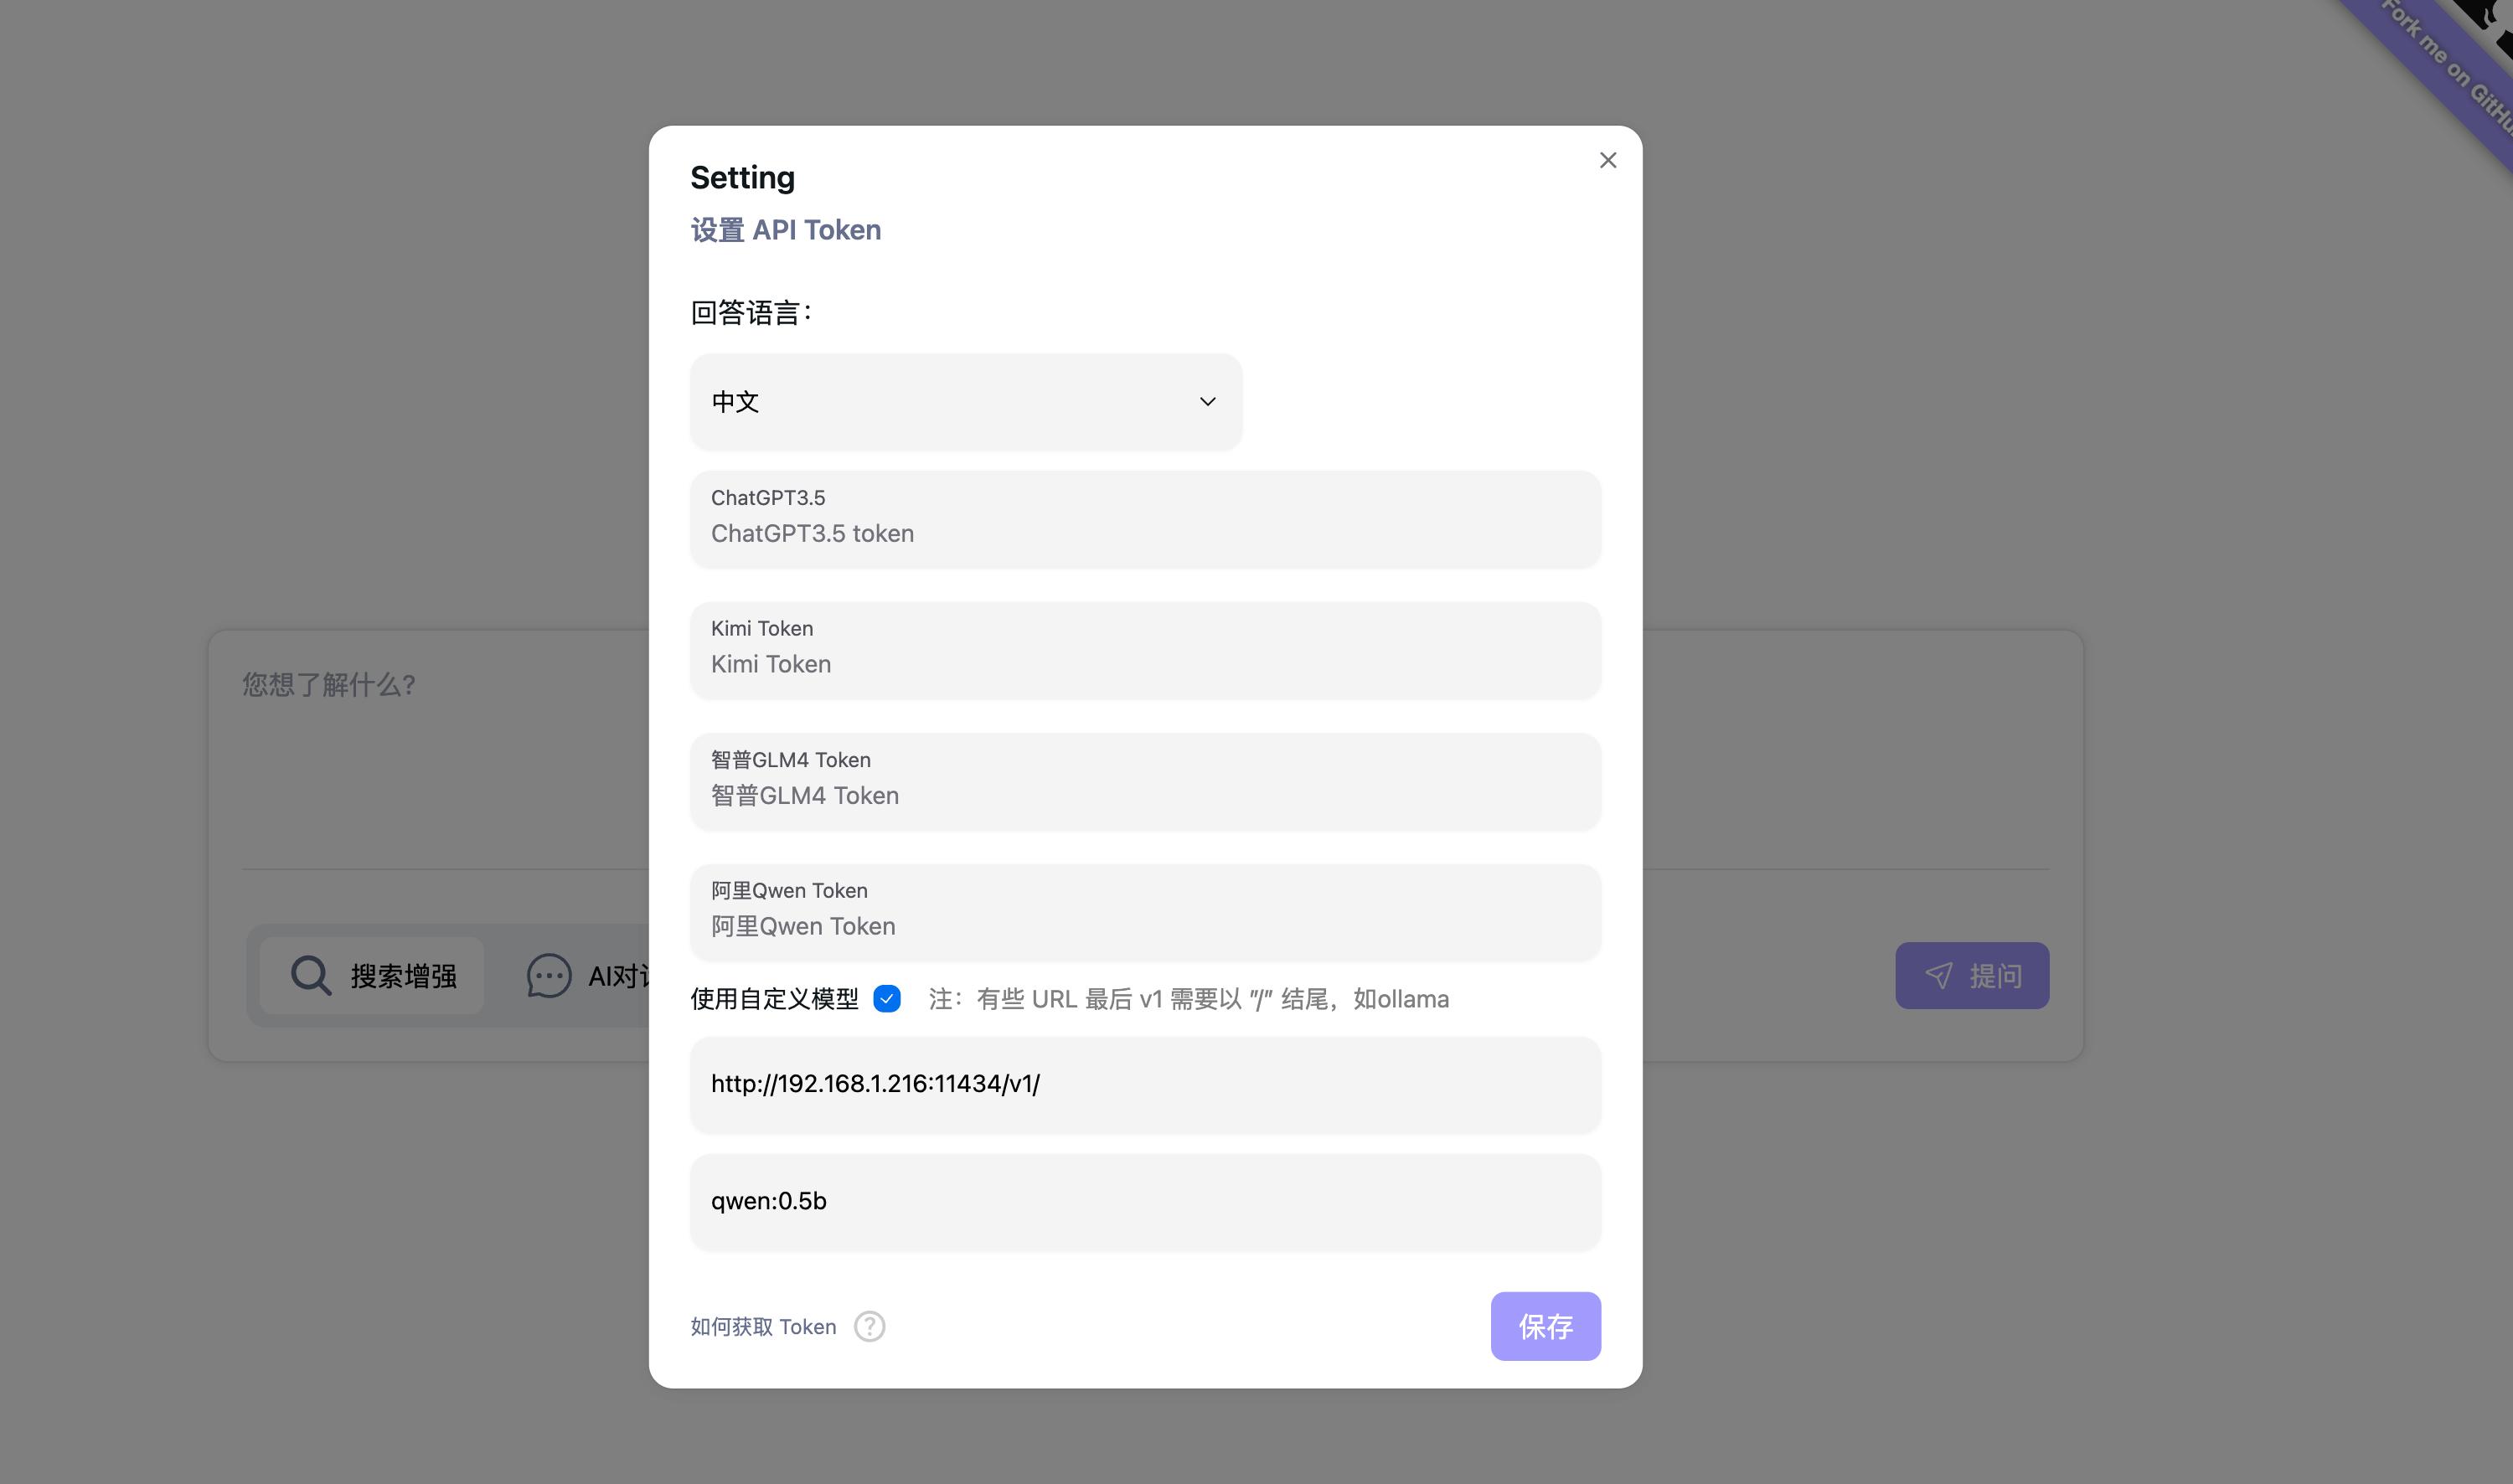 Fork me on GitHu
Setting
设置 API Token
回答语言：
中文
ChatGPT3.5
ChatGPT3.5 token
Kimi Token
Kimi Token
智普GLM4 Token
智普GLM4 Token
阿里Qwen Token
阿里Qwen Token
使用自定义模型 注：有些 URL 最后 v1 需要以 "/" 结尾，如ollama
http://192.168.1.216:11434/v1/
qwen:0.5b
如何获取 Token ?
保存
您想了解什么?
搜索增强
AI对
提问